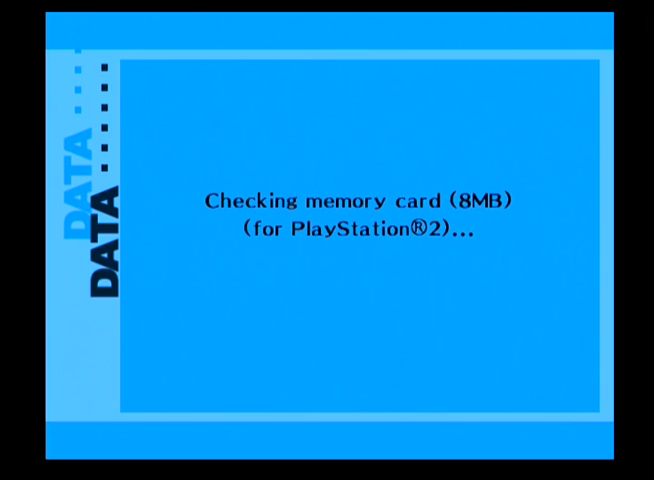 DATA ......
DATA ....
Checking memory card (8MB)
(for PlayStation®2)...